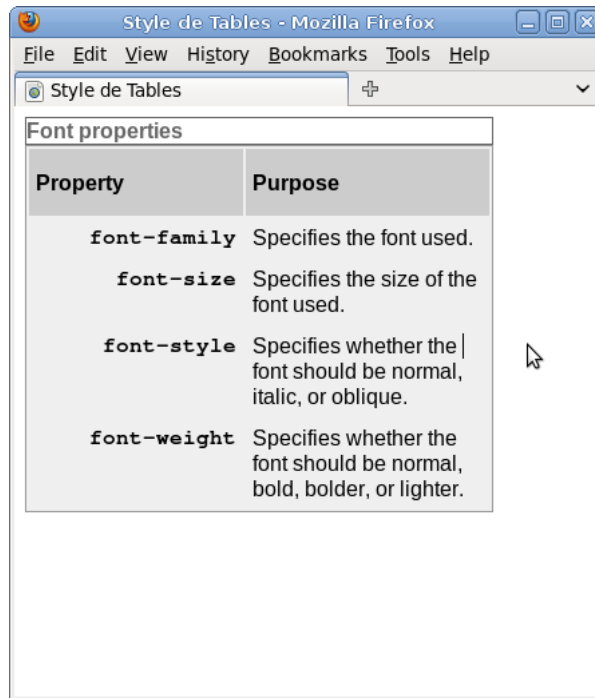 Style de Tables - Mozilla Firefox
File Edit View History Bookmarks Tools Help
Style de Tables
Font properties
Property Purpose
font-family Specifies the font used.
font-size Specifies the size of the
font used.
font-style Specifies whether the
font should be normal,
italic, or oblique.
font-weight Specifies whether the
font should be normal,
bold, bolder, or lighter.